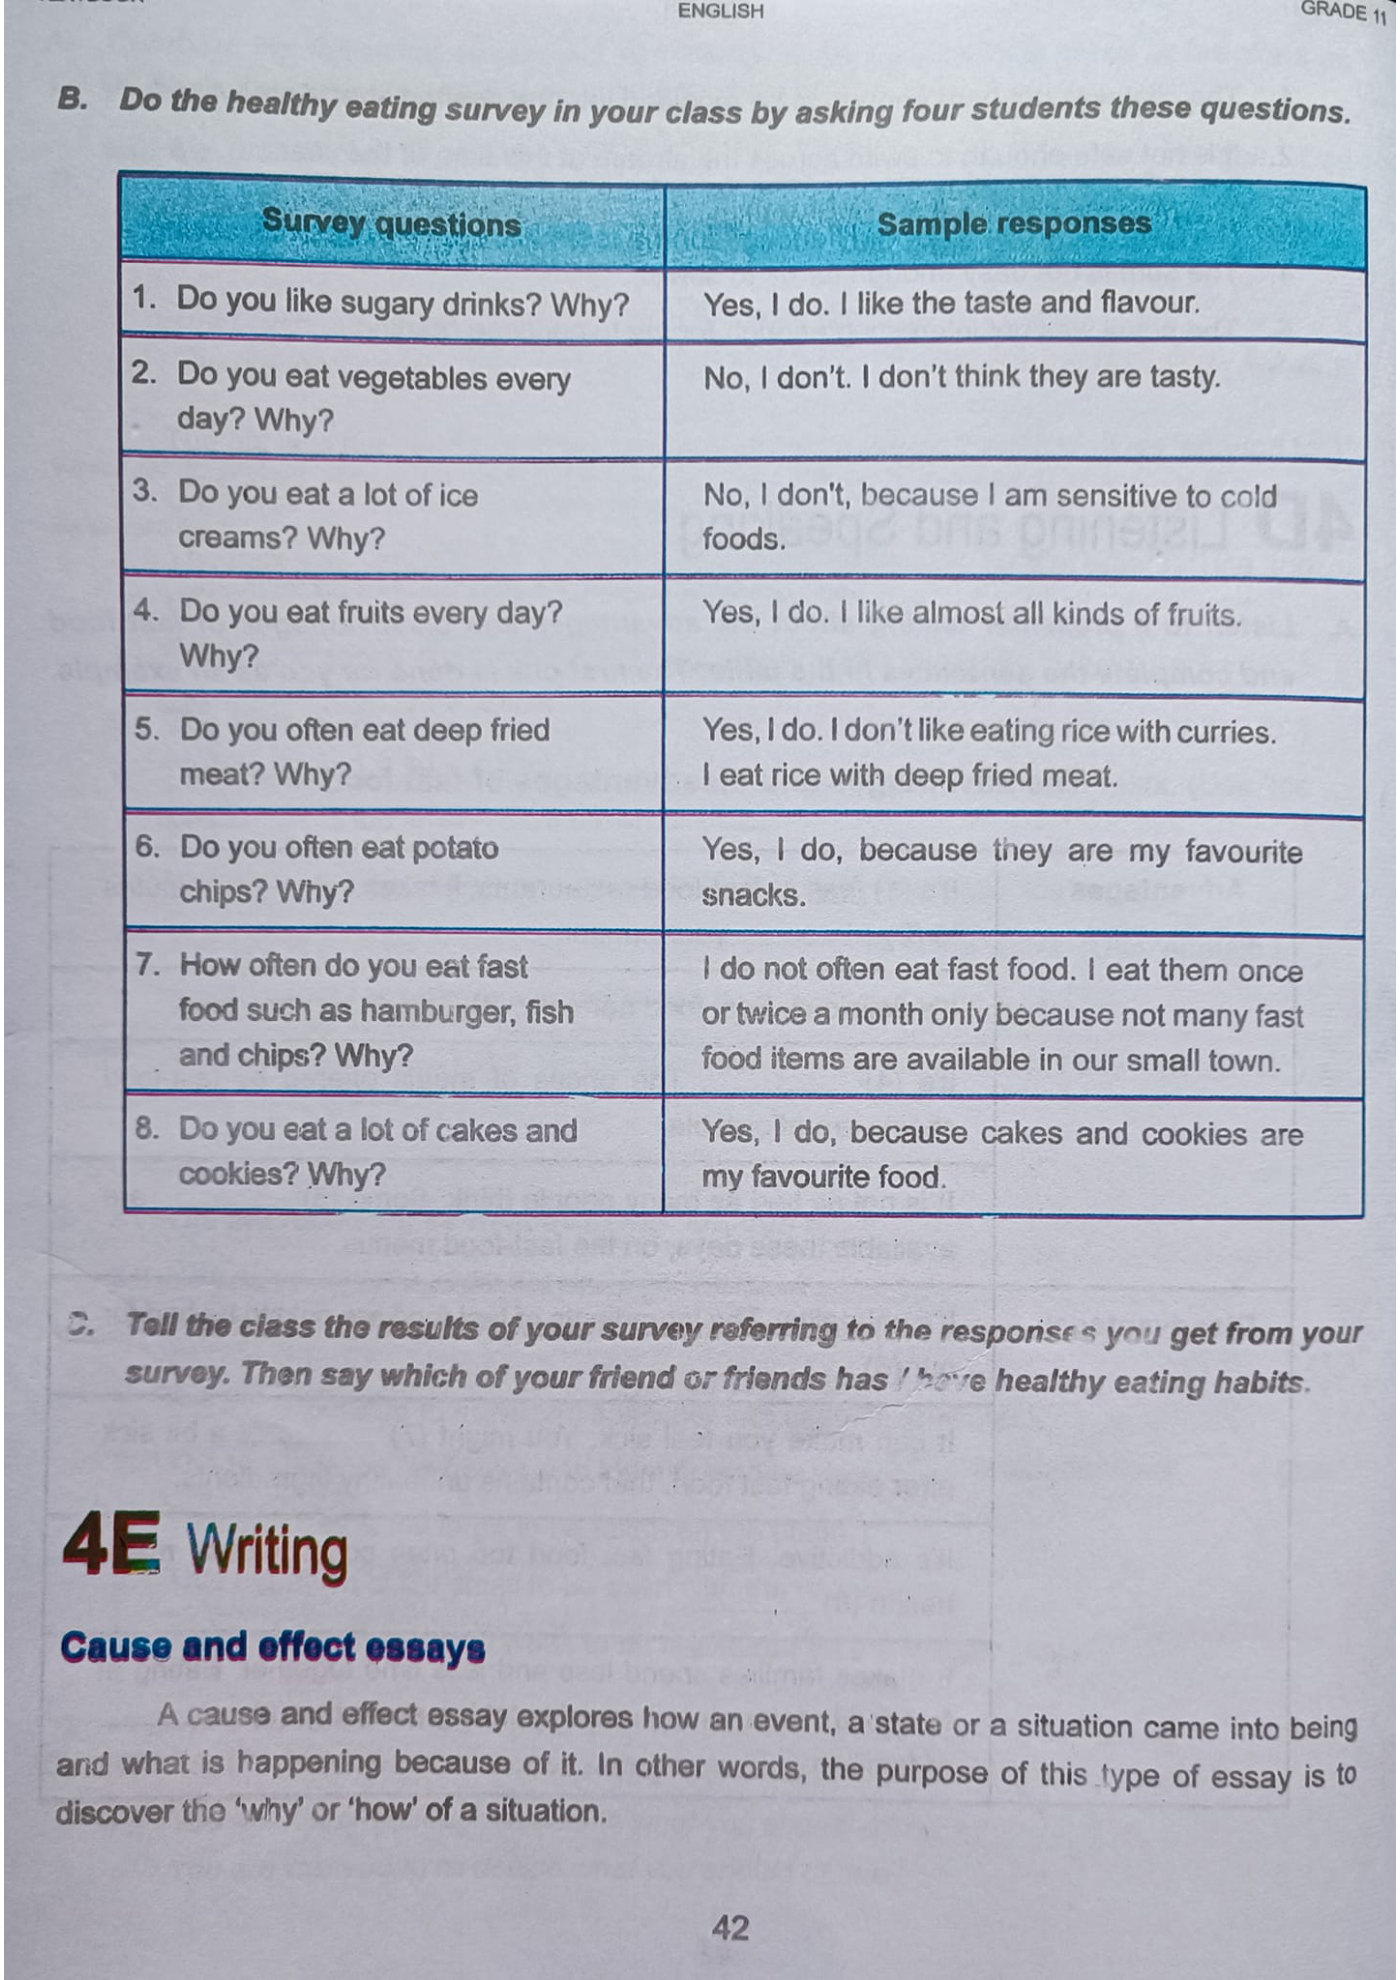 ENGLISH
GRADE 11
B. Do the healthy eating survey in your class by asking four students these questions.
Survey questions
Sample responses
1. Do you like sugary drinks? Why?
Yes, I do. I like the taste and flavour.
2. Do you eat vegetables every
day? Why?
No, I don't. I don't think they are tasty.
3. Do you eat a lot of ice
creams? Why?
No, I don't, because I am sensitive to cold
foods.
4. Do you eat fruits every day?
Why?
Yes, I do. I like almost all kinds of fruits.
5. Do you often eat deep fried
meat? Why?
Yes, I do. I don't like eating rice with curries.
I eat rice with deep fried meat.
6. Do you often eat potato
chips? Why?
Yes, I do, because they are my favourite
snacks.
7. How often do you eat fast
food such as hamburger, fish
and chips? Why?
I do not often eat fast food. I eat them once
or twice a month only because not many fast
food items are available in our small town.
8. Do you eat a lot of cakes and
cookies? Why?
Yes, I do, because cakes and cookies are
my favourite food.
C. Tell the class the results of your survey referring to the responses you get from your
survey. Then say which of your friend or friends has / have healthy eating habits.
4E Writing
Cause and effect essays
A cause and effect essay explores how an event, a state or a situation came into being
and what is happening because of it. In other words, the purpose of this type of essay is to
discover the 'why' or 'how' of a situation.
42